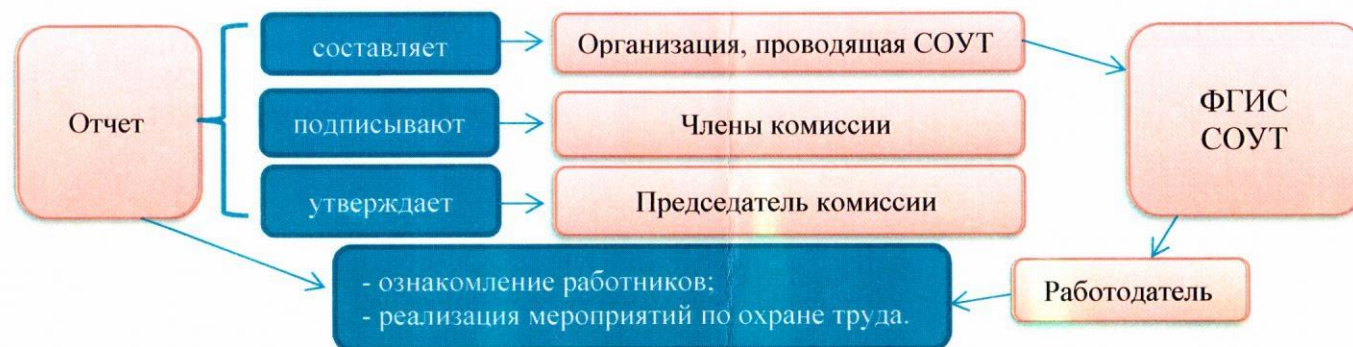 Отчет
составляет
Организация, проводящая СОУТ
подписывают
Члены комиссии
утверждает
Председатель комиссии
ФГИС
СОУТ
- ознакомление работников;
- реализация мероприятий по охране труда.
Работодатель